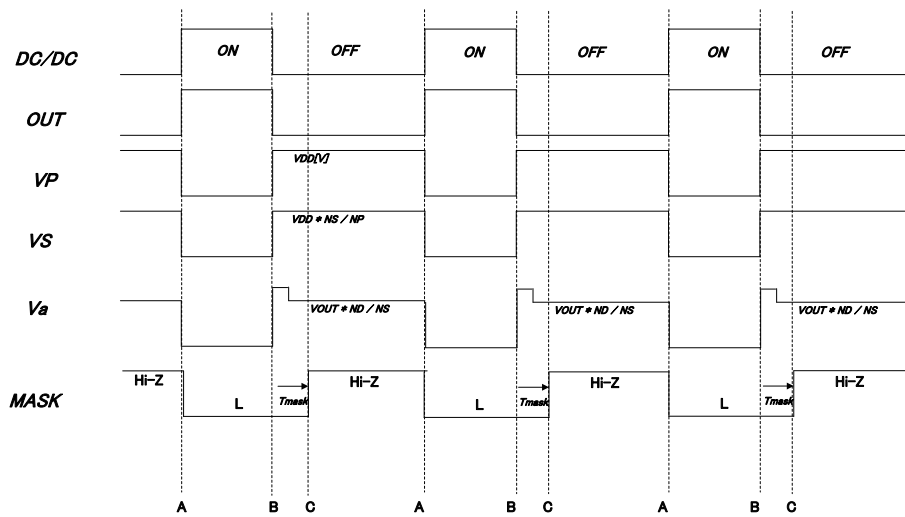 DC/DC ON OFF ON OFF ON OFF
OUT
VP VDD[V]
VS VDD * NS / NP
Va VOUT * ND / NS VOUT * ND / NS VOUT * ND / NS
Hi-Z Hi-Z Hi-Z Hi-Z
MASK L Tmask L Tmask L Tmask
A B C A B C A B C